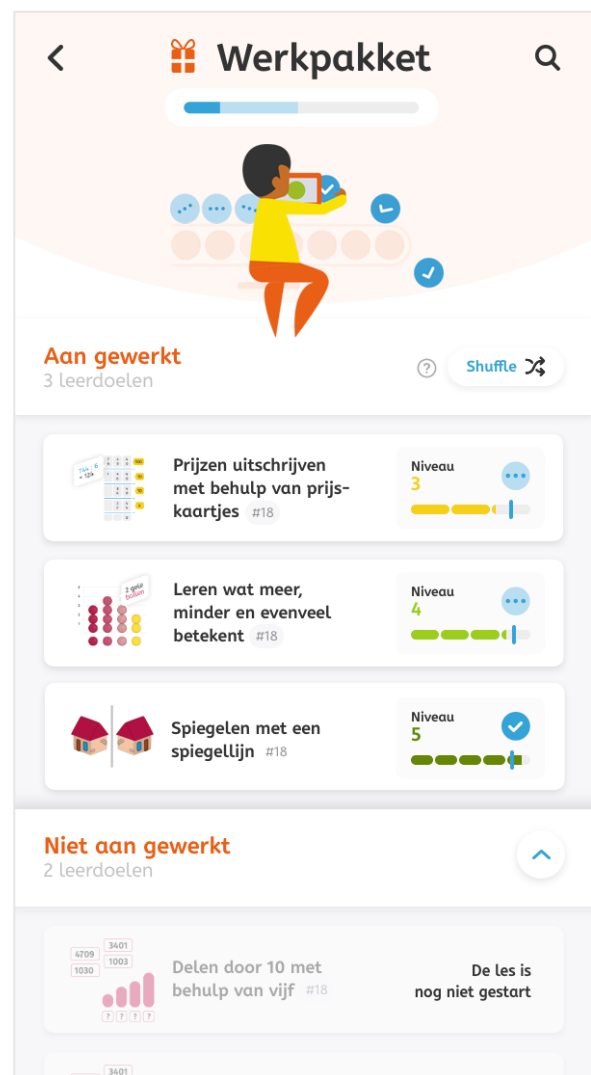 Werkpakket
Aan gewerkt
3 leerdoelen
?
Shuffle
Prijzen uitschrijven
met behulp van prijs-
kaartjes #18
Niveau
3
2 gele
bollen
Leren wat meer,
minder en evenveel
betekent #18
Niveau
4
Spiegelen met een
spiegellijn #18
Niveau
5
Niet aan gewerkt
2 leerdoelen
4709
3401
1030
1003
? ? ? ?
Delen door 10 met
behulp van vijf #18
De les is
nog niet gestart
3401